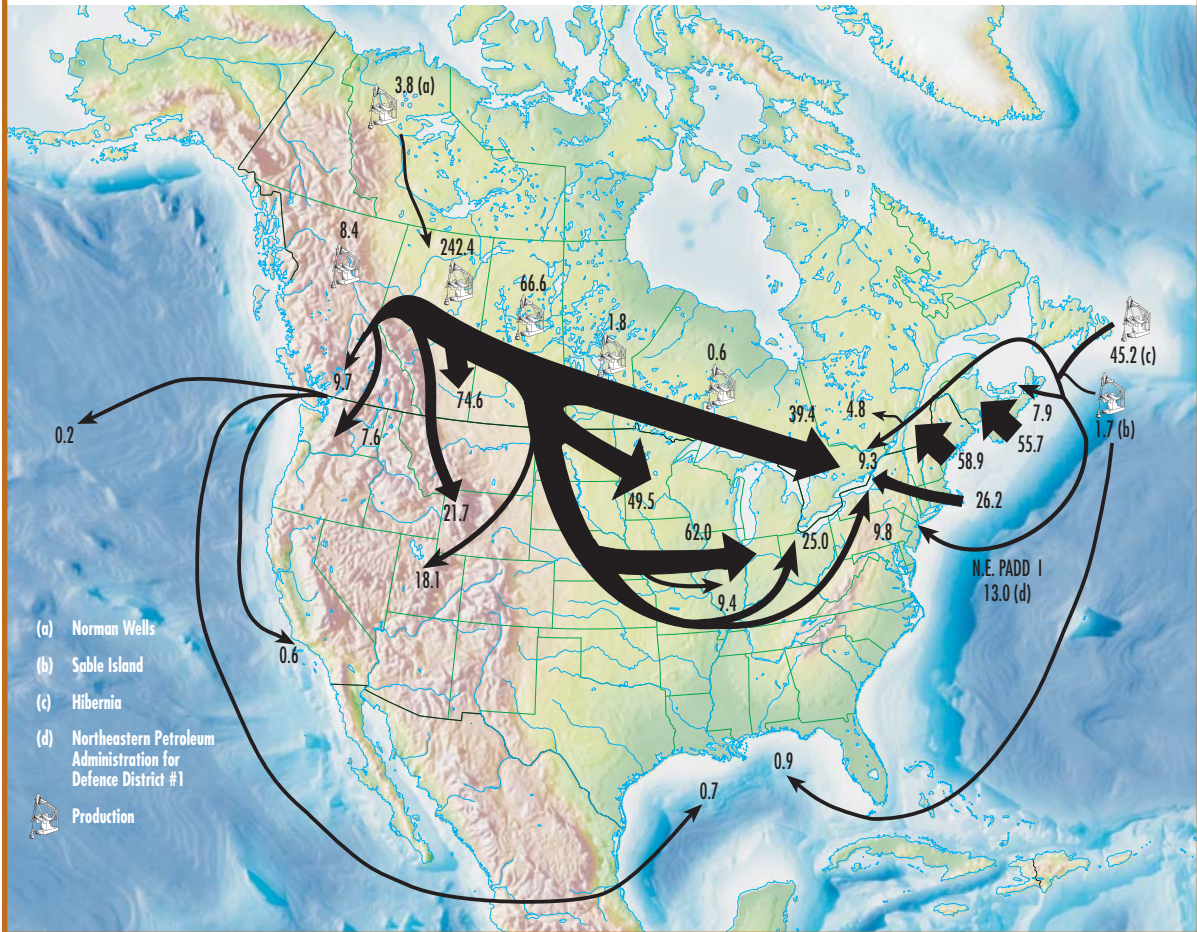 3.8 (a)
8.4
242.4
66.6
1.8
0.6
45.2 (c)
9.7
74.6
39.4
4.8
7.9
1.7 (b)
0.2
7.6
9.3
58.9
55.7
21.7
49.5
26.2
62.0
25.0
9.8
18.1
9.4
N.E. PADD I
13.0 (d)
0.6
0.9
0.7
(a) Norman Wells
(b) Sable Island
(c) Hibernia
(d) Northeastern Petroleum
Administration for
Defence District #1
Production